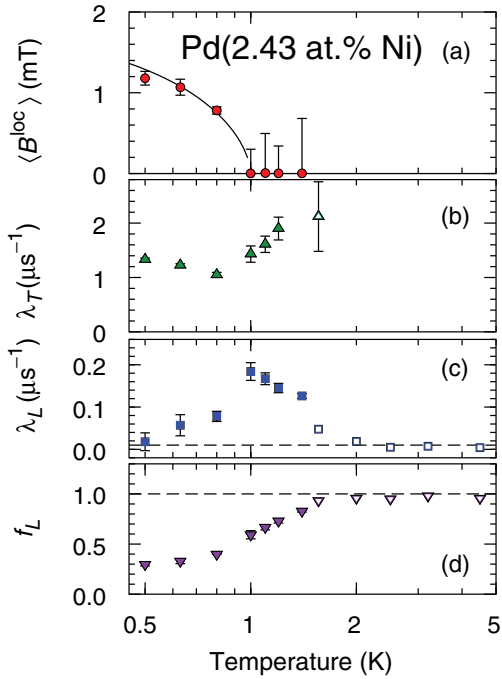 Pd(2.43 at.% Ni)
(a)
⟨B^loc⟩ (mT)
2
1
0
(b)
λ_T (μs⁻¹)
2
1
0
(c)
λ_L (μs⁻¹)
0.2
0.1
0.0
(d)
f_L
1.0
0.5
0.0
0.5 1 2 5
Temperature (K)